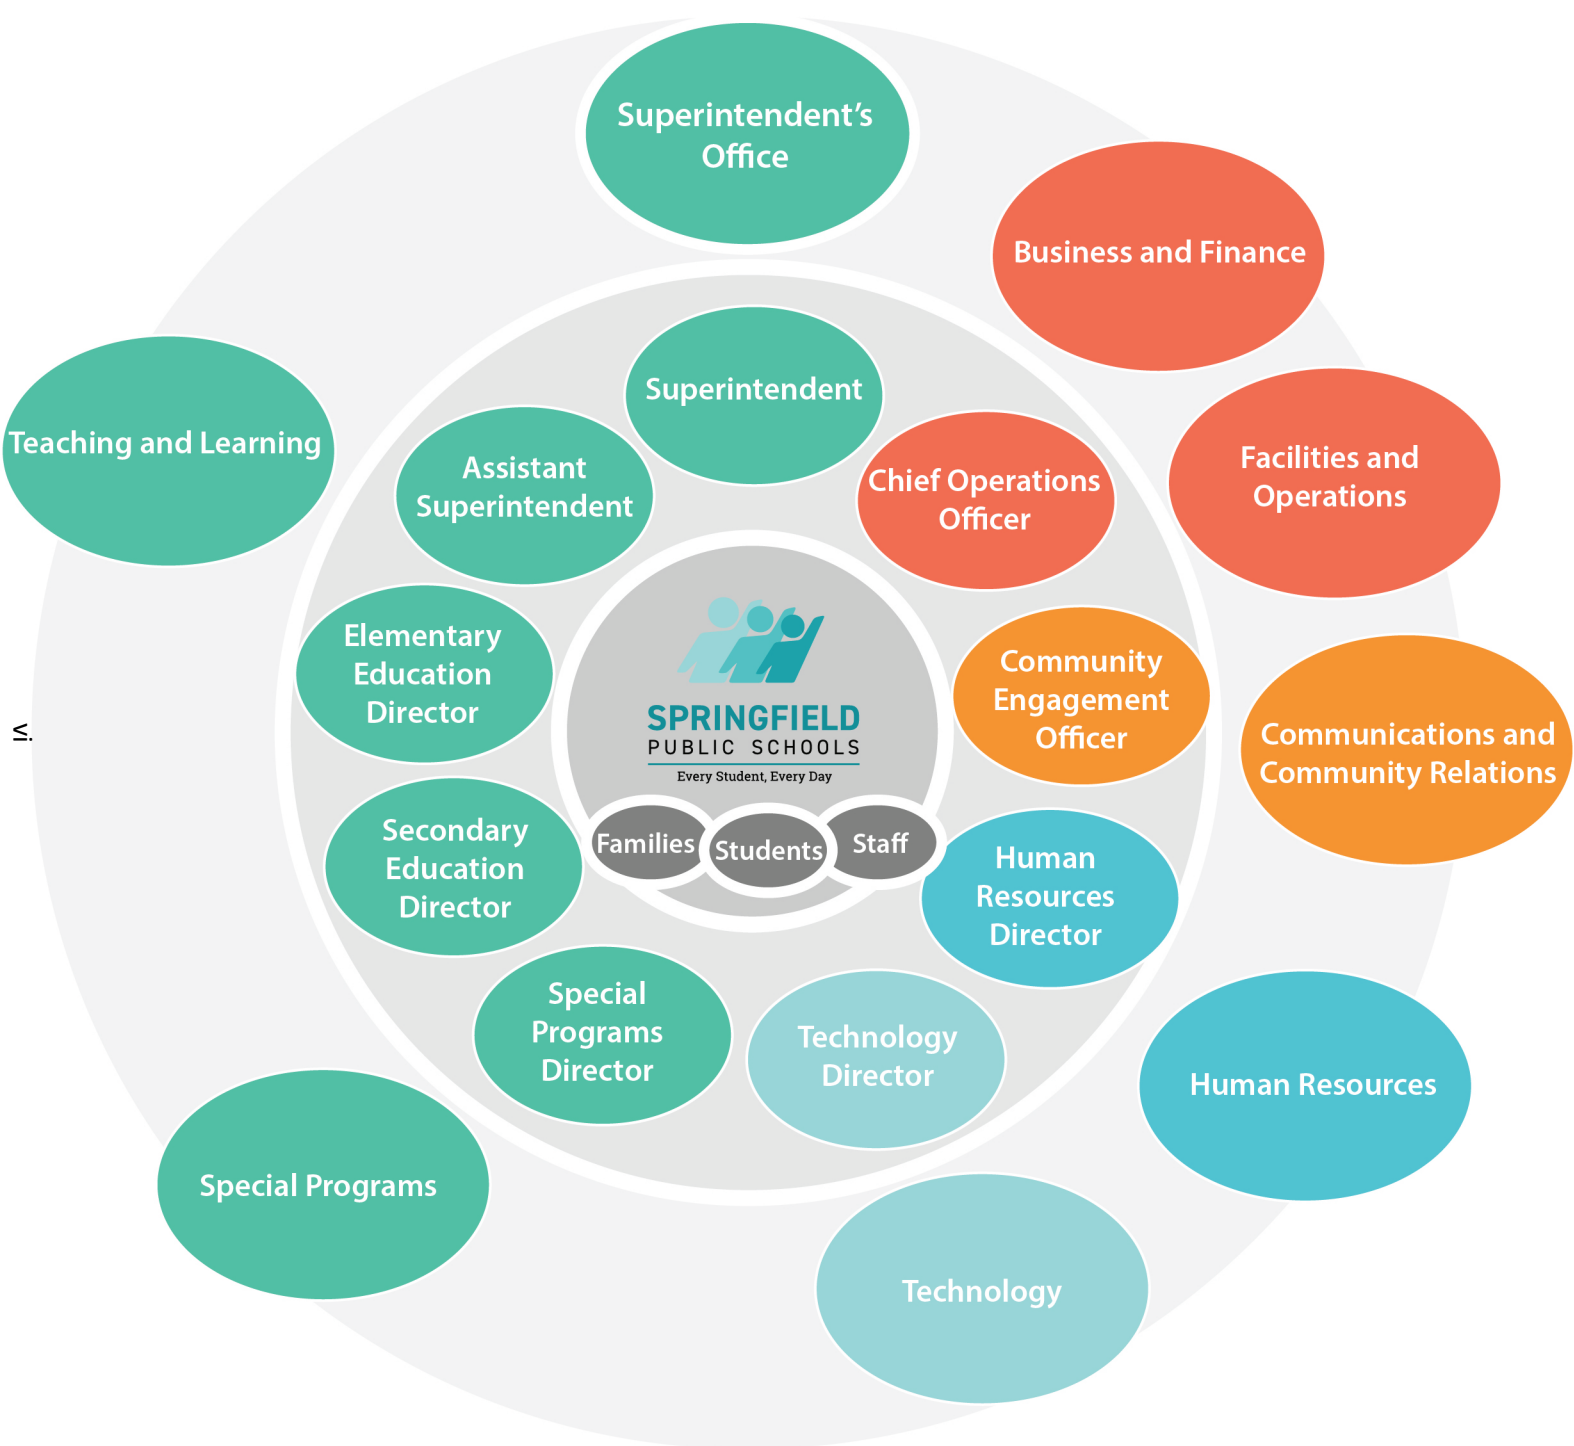 Superintendent’s
Office
Business and Finance
Teaching and Learning
Superintendent
Facilities and
Operations
Assistant
Superintendent
Chief Operations
Officer
Elementary
Education
Director
Community
Engagement
Officer
SPRINGFIELD
PUBLIC SCHOOLS
Every Student, Every Day
≤.
Communications and
Community Relations
Families
Students
Staff
Secondary
Education
Director
Human
Resources
Director
Special
Programs
Director
Technology
Director
Human Resources
Special Programs
Technology